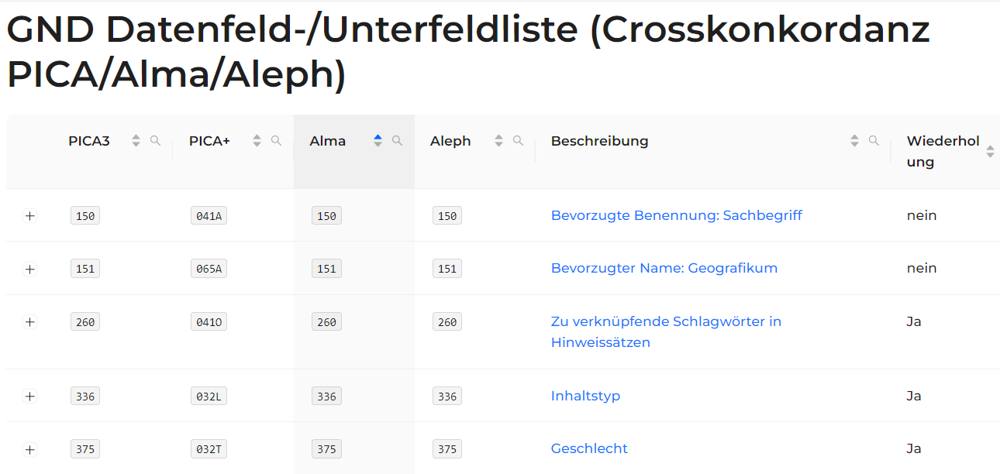 GND Datenfeld-/Unterfeldliste (Crosskonkordanz
PICA/Alma/Aleph)
PICA3 PICA+ Alma Aleph Beschreibung Wiederhol
ung
150 041A 150 150 Bevorzugte Benennung: Sachbegriff nein
151 065A 151 151 Bevorzugter Name: Geografikum nein
260 041O 260 260 Zu verknüpfende Schlagwörter in Ja
Hinweissätzen
336 032L 336 336 Inhaltstyp Ja
375 032T 375 375 Geschlecht Ja